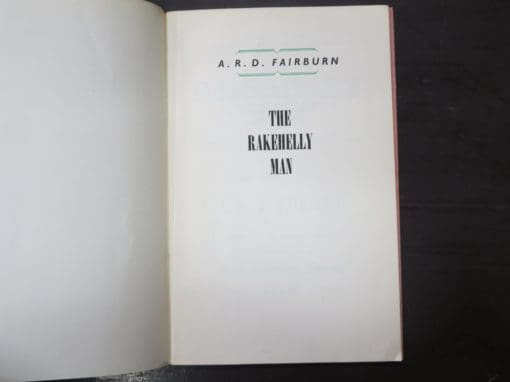 A. R. D. FAIRBURN
THE
RAKEHELLY
MAN